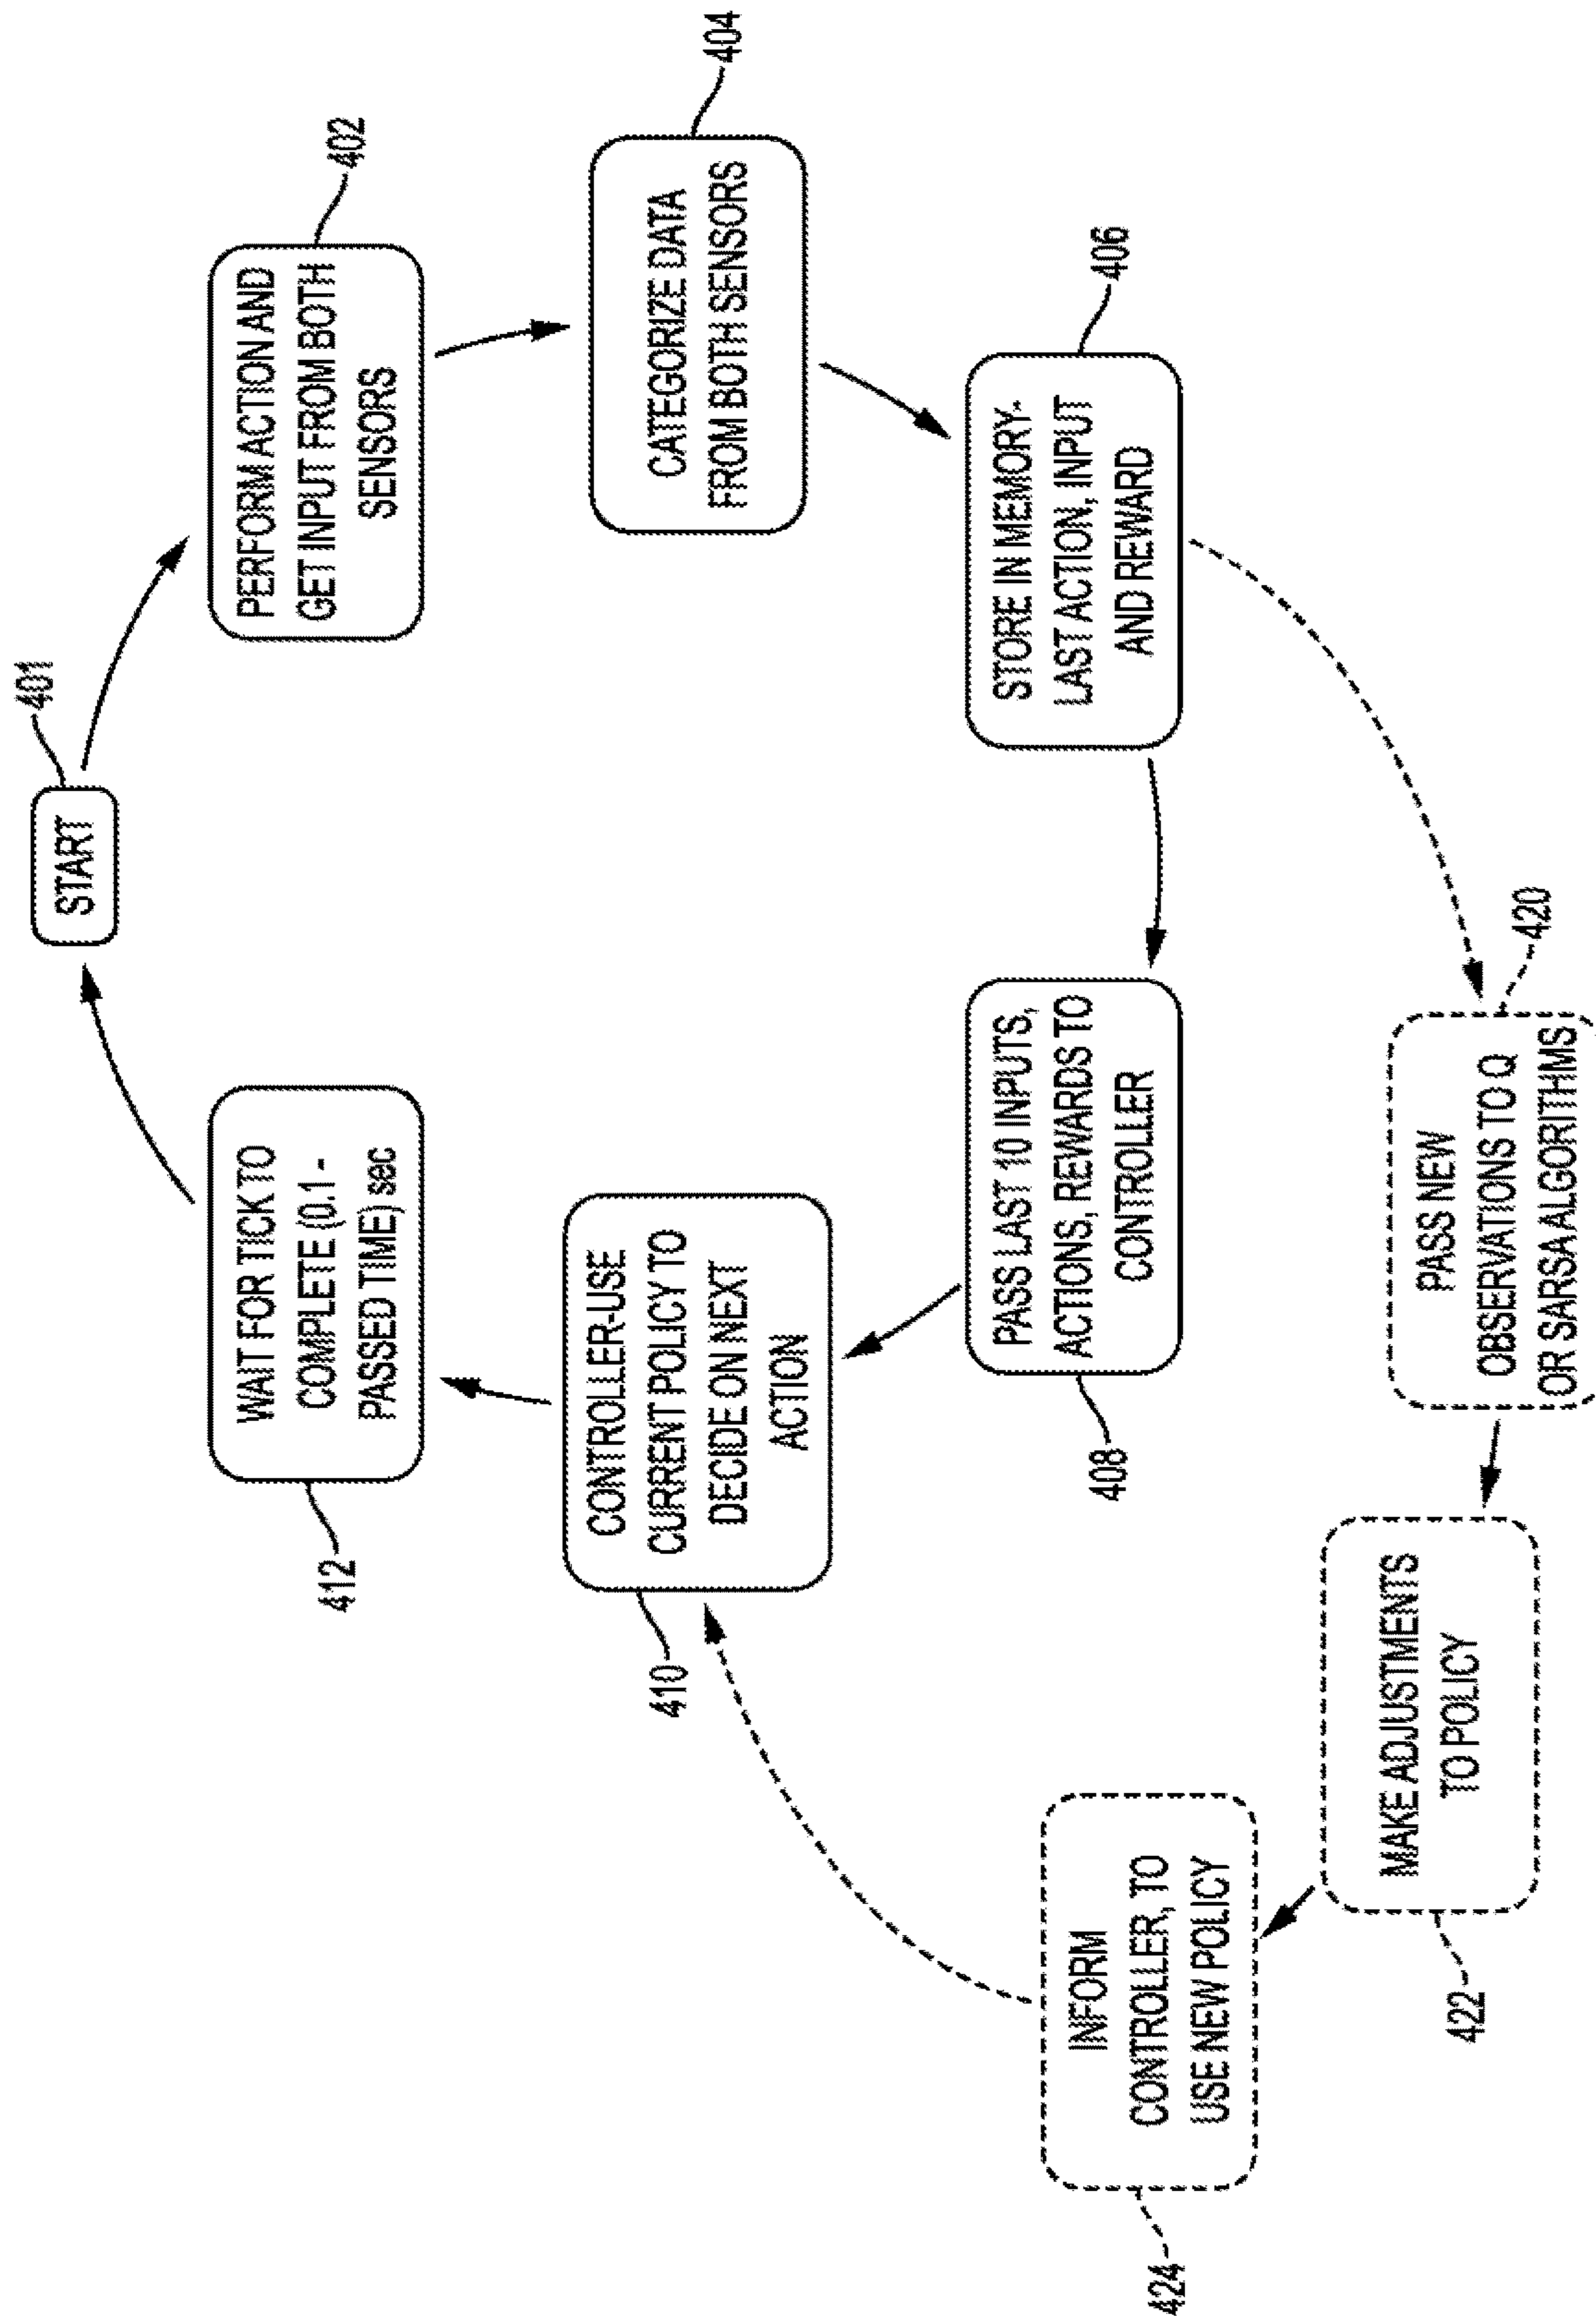 START
401
PERFORM ACTION AND
GET INPUT FROM BOTH
SENSORS
402
CATEGORIZE DATA
FROM BOTH SENSORS
404
STORE IN MEMORY-
LAST ACTION, INPUT
AND REWARD
406
PASS LAST 10 INPUTS,
ACTIONS, REWARDS TO
CONTROLLER
408
CONTROLLER-USE
CURRENT POLICY TO
DECIDE ON NEXT
ACTION
410
WAIT FOR TICK TO
COMPLETE (0.1 -
PASSED TIME) sec
412
PASS NEW
OBSERVATIONS TO Q
OR SARSA ALGORITHMS
420
MAKE ADJUSTMENTS
TO POLICY
422
INFORM
CONTROLLER, TO
USE NEW POLICY
424